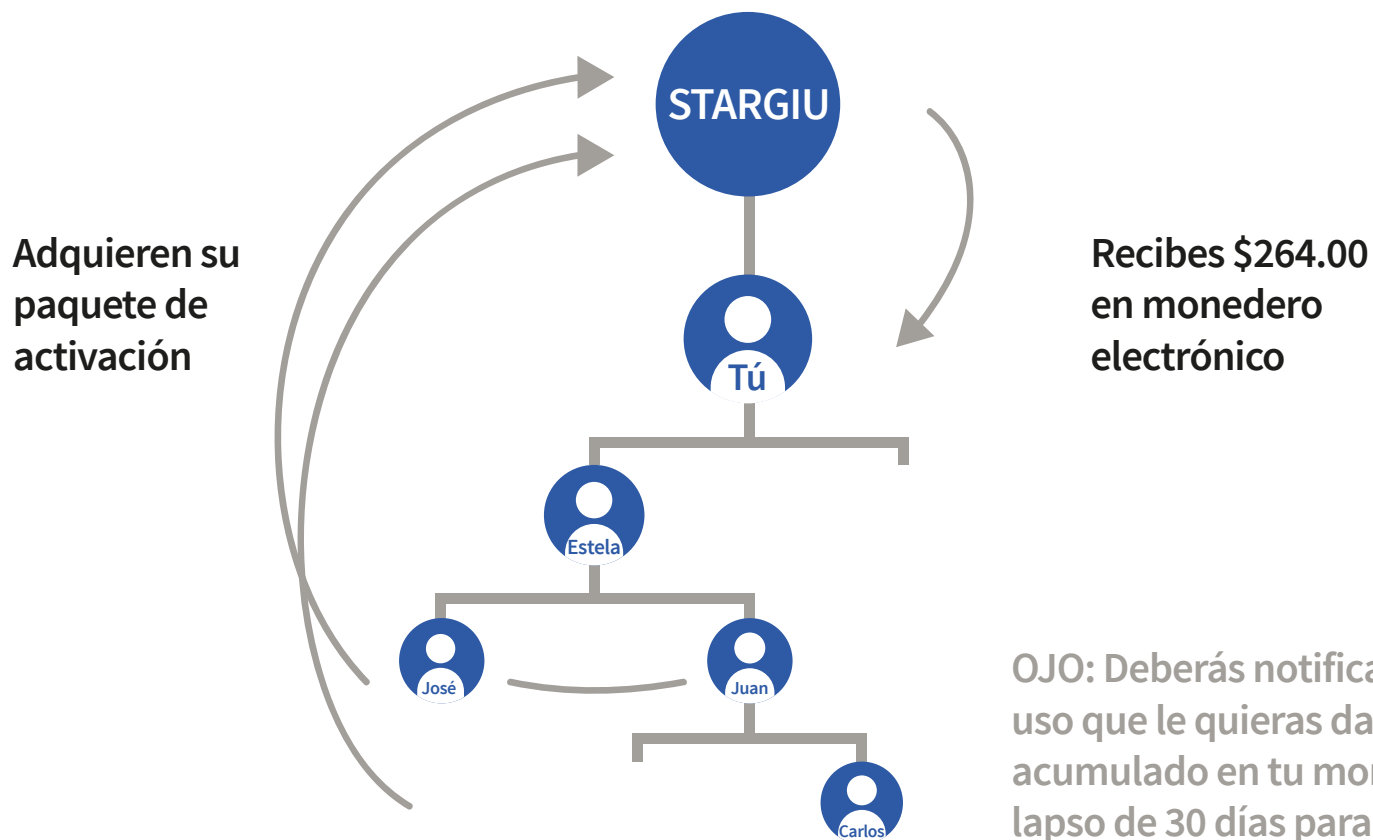 STARGIU
Adquieren su
paquete de
activación
Recibes $264.00
en monedero
electrónico
Tú
Estela
José
Juan
Carlos
OJO: Deberás
uso que le quieras
acumulado en tu
lapso de 30 días para